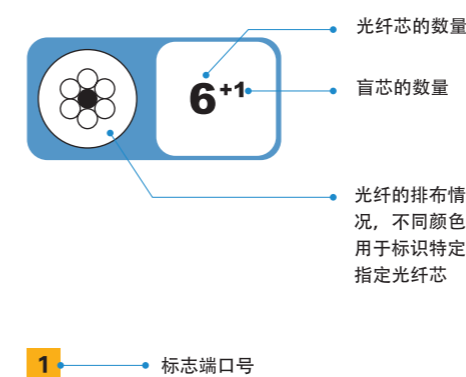 光纤芯的数量
6+1
盲芯的数量
光纤的排布情
况，不同颜色
用于标识特定
指定光纤芯
1
标志端口号